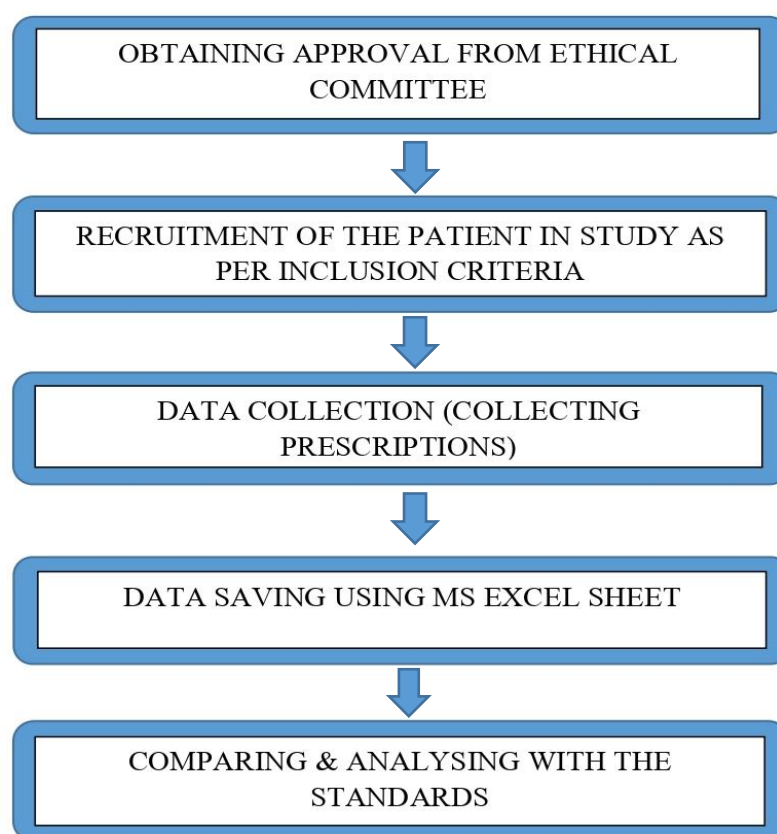 OBTAINING APPROVAL FROM ETHICAL
COMMITTEE
RECRUITMENT OF THE PATIENT IN STUDY AS
PER INCLUSION CRITERIA
DATA COLLECTION (COLLECTING
PRESCRIPTIONS)
DATA SAVING USING MS EXCEL SHEET
COMPARING & ANALYSING WITH THE
STANDARDS